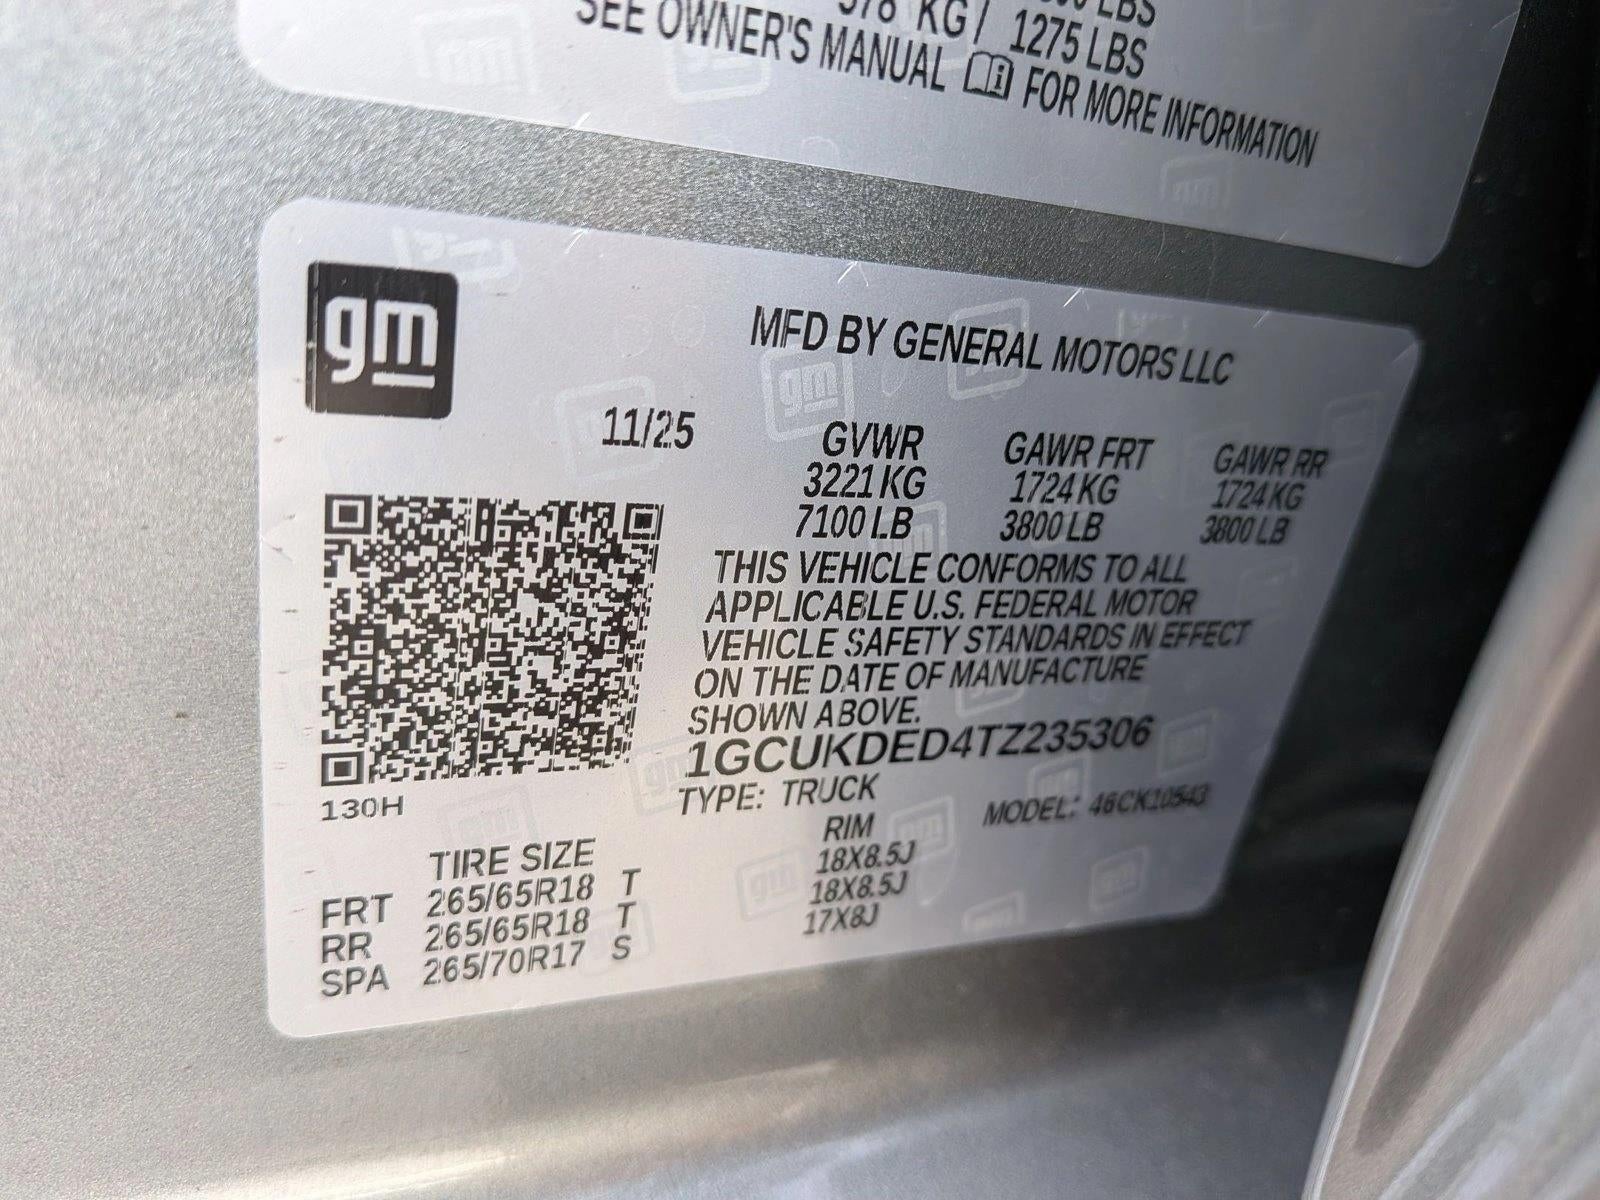 578 KG/ 1275 LBS
SEE OWNER'S MANUAL FOR MORE INFORMATION
gm
MFD BY GENERAL MOTORS LLC
11/25
GVWR GAWR FRT GAWR RR
3221 KG 1724 KG 1724 KG
7100 LB 3800 LB 3800 LB
THIS VEHICLE CONFORMS TO ALL
APPLICABLE U.S. FEDERAL MOTOR
VEHICLE SAFETY STANDARDS IN EFFECT
ON THE DATE OF MANUFACTURE
SHOWN ABOVE.
1GCUKDED4TZ235306
130H
TYPE: TRUCK MODEL: 46CK10543
TIRE SIZE RIM
FRT 265/65R18 T 18X8.5J
RR 265/65R18 T 18X8.5J
SPA 265/70R17 S 17X8J